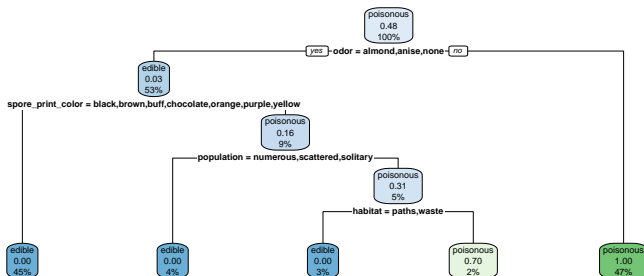 poisonous
0.48
100%
yes odor = almond,anise,none no
edible
0.03
53%
spore_print_color = black,brown,buff,chocolate,orange,purple,yellow
poisonous
0.16
9%
population = numerous,scattered,solitary
poisonous
0.31
5%
habitat = paths,waste
edible edible edible poisonous poisonous
0.00 0.00 0.00 0.70 1.00
45% 4% 3% 2% 47%